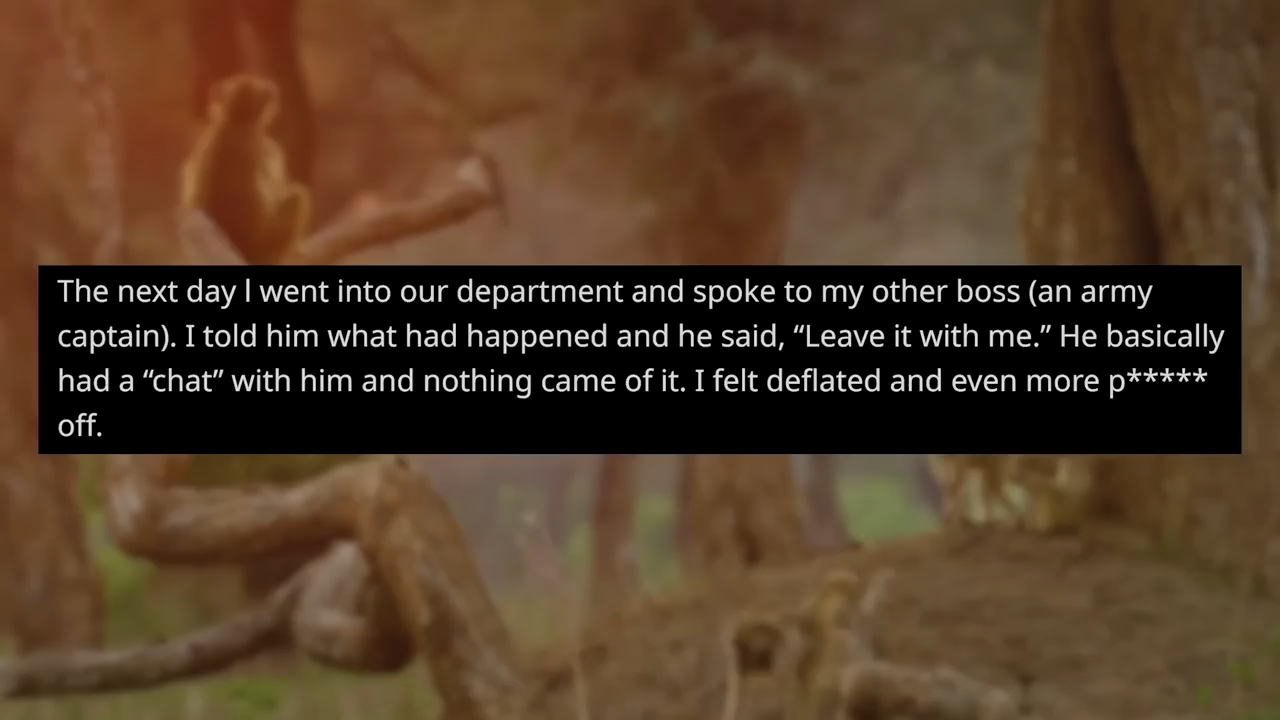 The next day l went into our department and spoke to my other boss (an army
captain). I told him what had happened and he said, “Leave it with me.” He basically
had a “chat” with him and nothing came of it. I felt deflated and even more p*****
off.